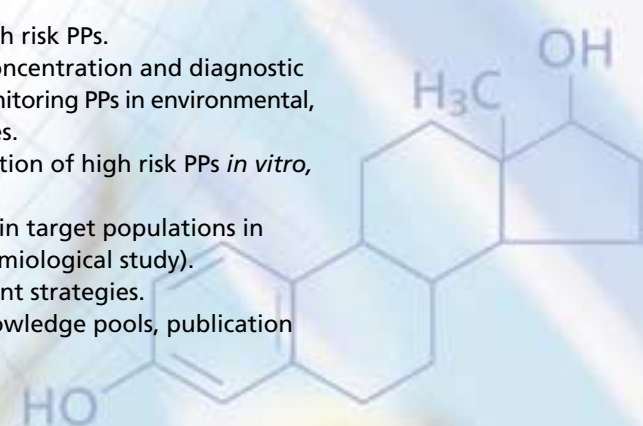 h risk PPs.
oncentration and diagnostic
nitoring PPs in environmental,
es.
tion of high risk PPs in vitro,
in target populations in
miological study).
nt strategies.
owledge pools, publication
OH
H₃C
HO